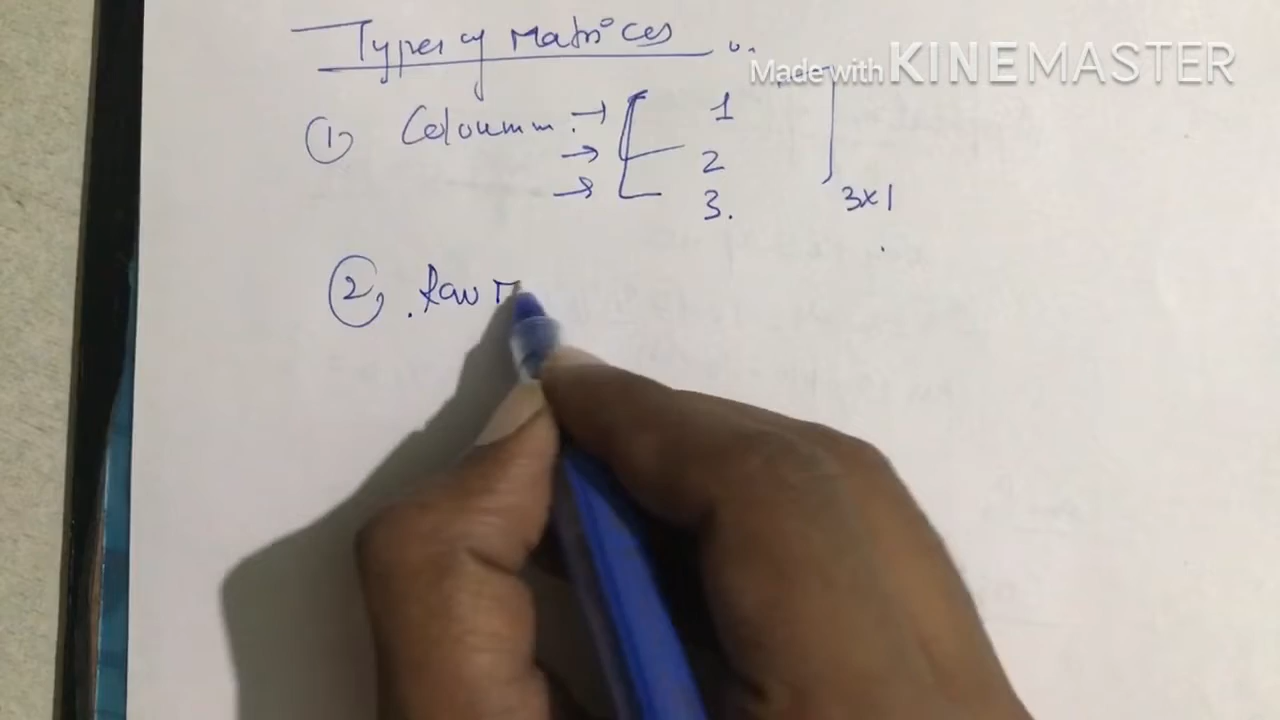 Types of Matrices
Made with KINEMASTER
① Coloumn. → 1
→ 2
→ 3.
3x1
②, Row M